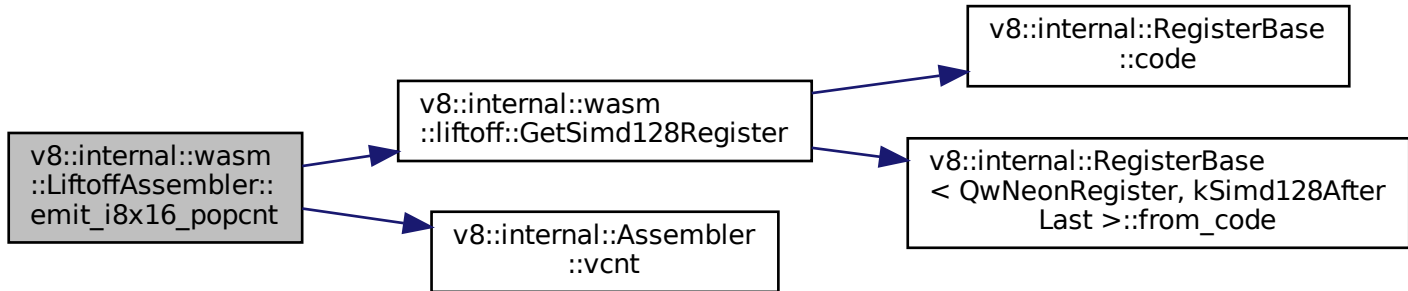 v8::internal::wasm
::LiftoffAssembler::
emit_i8x16_popcnt
v8::internal::wasm
::liftoff::GetSimd128Register
v8::internal::RegisterBase
::code
v8::internal::RegisterBase
< QwNeonRegister, kSimd128After
Last >::from_code
v8::internal::Assembler
::vcnt